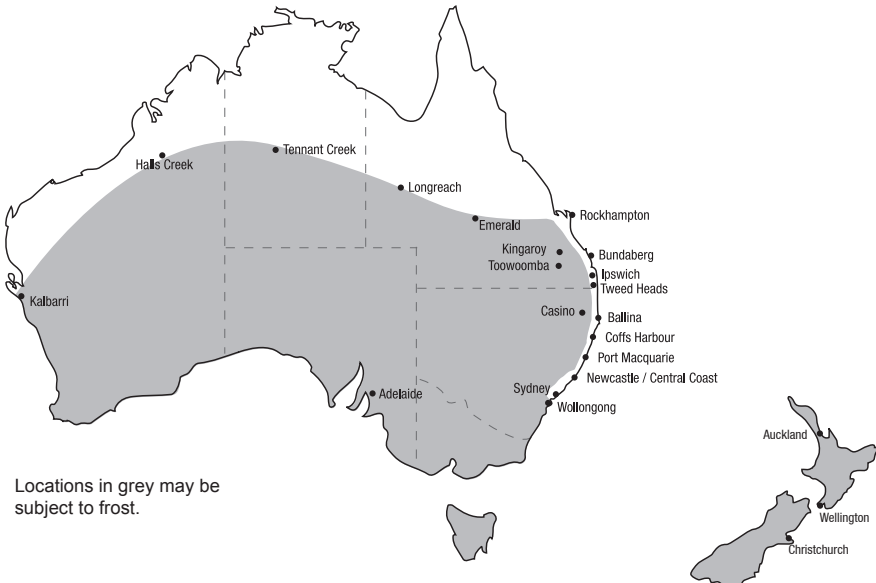 Halls Creek
Tennant Creek
Longreach
Emerald
Rockhampton
Kingaroy
Toowoomba
Bundaberg
Ipswich
Tweed Heads
Kalbarri
Casino
Ballina
Coffs Harbour
Port Macquarie
Newcastle / Central Coast
Sydney
Adelaide
Wollongong
Auckland
Wellington
Christchurch
Locations in grey may be
subject to frost.